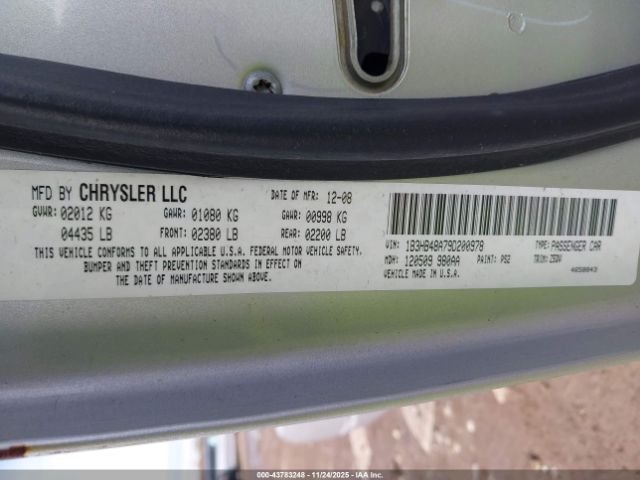 MFD BY CHRYSLER LLC DATE OF MFR: 12-08
GVWR: 02012 KG GAWR: 01080 KG GAWR: 00998 KG
04435 LB FRONT: 02380 LB REAR: 02200 LB
THIS VEHICLE CONFORMS TO ALL APPLICABLE U.S.A. FEDERAL MOTOR VEHICLE SAFETY,
BUMPER AND THEFT PREVENTION STANDARDS IN EFFECT ON
THE DATE OF MANUFACTURE SHOWN ABOVE.
VIN: 1B3HB48A79D200978 TYPE: PASSENGER CAR
MDH: 120509 980AA PAINT: PS2 TRIM: ZEDV
VEHICLE MADE IN U.S.A. 4650843
000-43783248 - 11/24/2025 - IAA Inc.